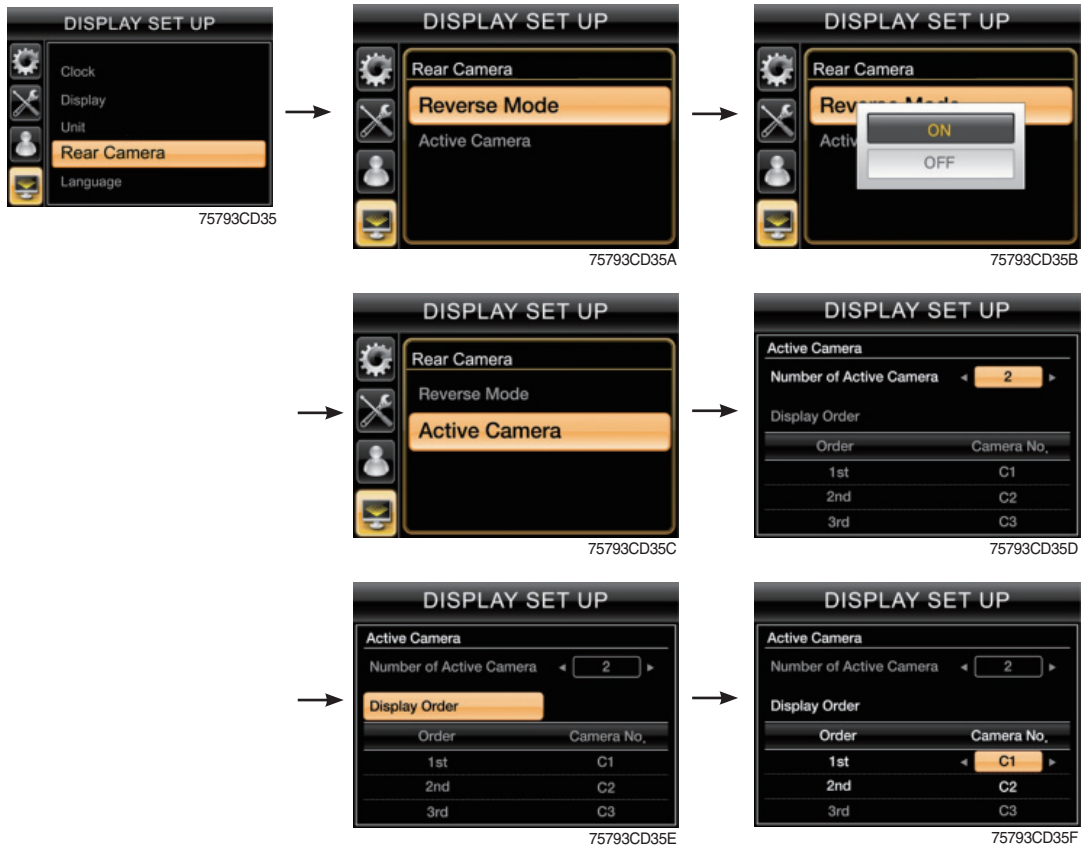 DISPLAY SET UP
Clock
Display
Unit
Rear Camera
Language
75793CD35
DISPLAY SET UP
Rear Camera
Reverse Mode
Active Camera
75793CD35A
DISPLAY SET UP
Rear Camera
ON
OFF
75793CD35B
DISPLAY SET UP
Rear Camera
Reverse Mode
Active Camera
75793CD35C
DISPLAY SET UP
Active Camera
Number of Active Camera 2
Display Order
Order Camera No.
1st C1
2nd C2
3rd C3
75793CD35D
DISPLAY SET UP
Active Camera
Number of Active Camera 2
Display Order
Order Camera No.
1st C1
2nd C2
3rd C3
75793CD35E
DISPLAY SET UP
Active Camera
Number of Active Camera 2
Display Order
Order Camera No.
1st C1
2nd C2
3rd C3
75793CD35F